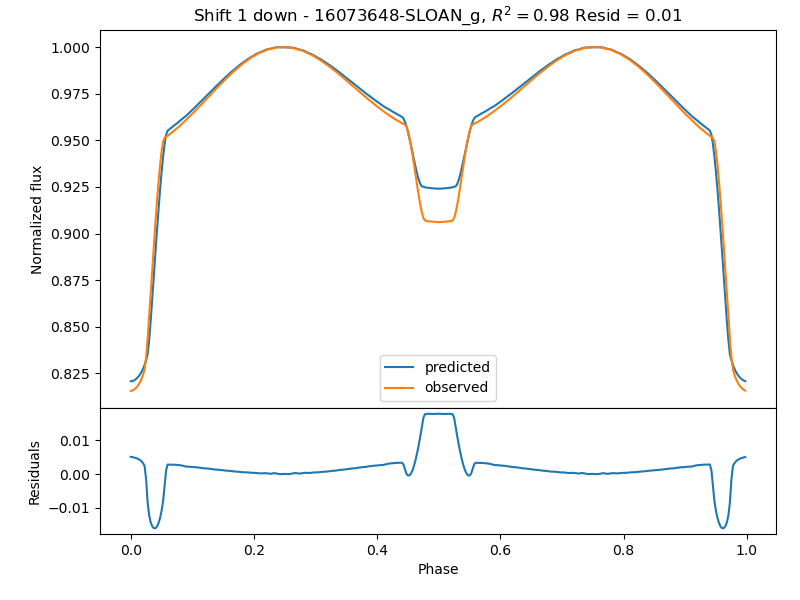 Shift 1 down - 16073648-SLOAN_g, $R^2 = 0.98 Resid = 0.01
1.000
0.975
0.950
0.925
0.900
0.875
0.850
0.825
Normalized flux
predicted
observed
0.01
0.00
−0.01
Residuals
0.0 0.2 0.4 0.6 0.8 1.0
Phase